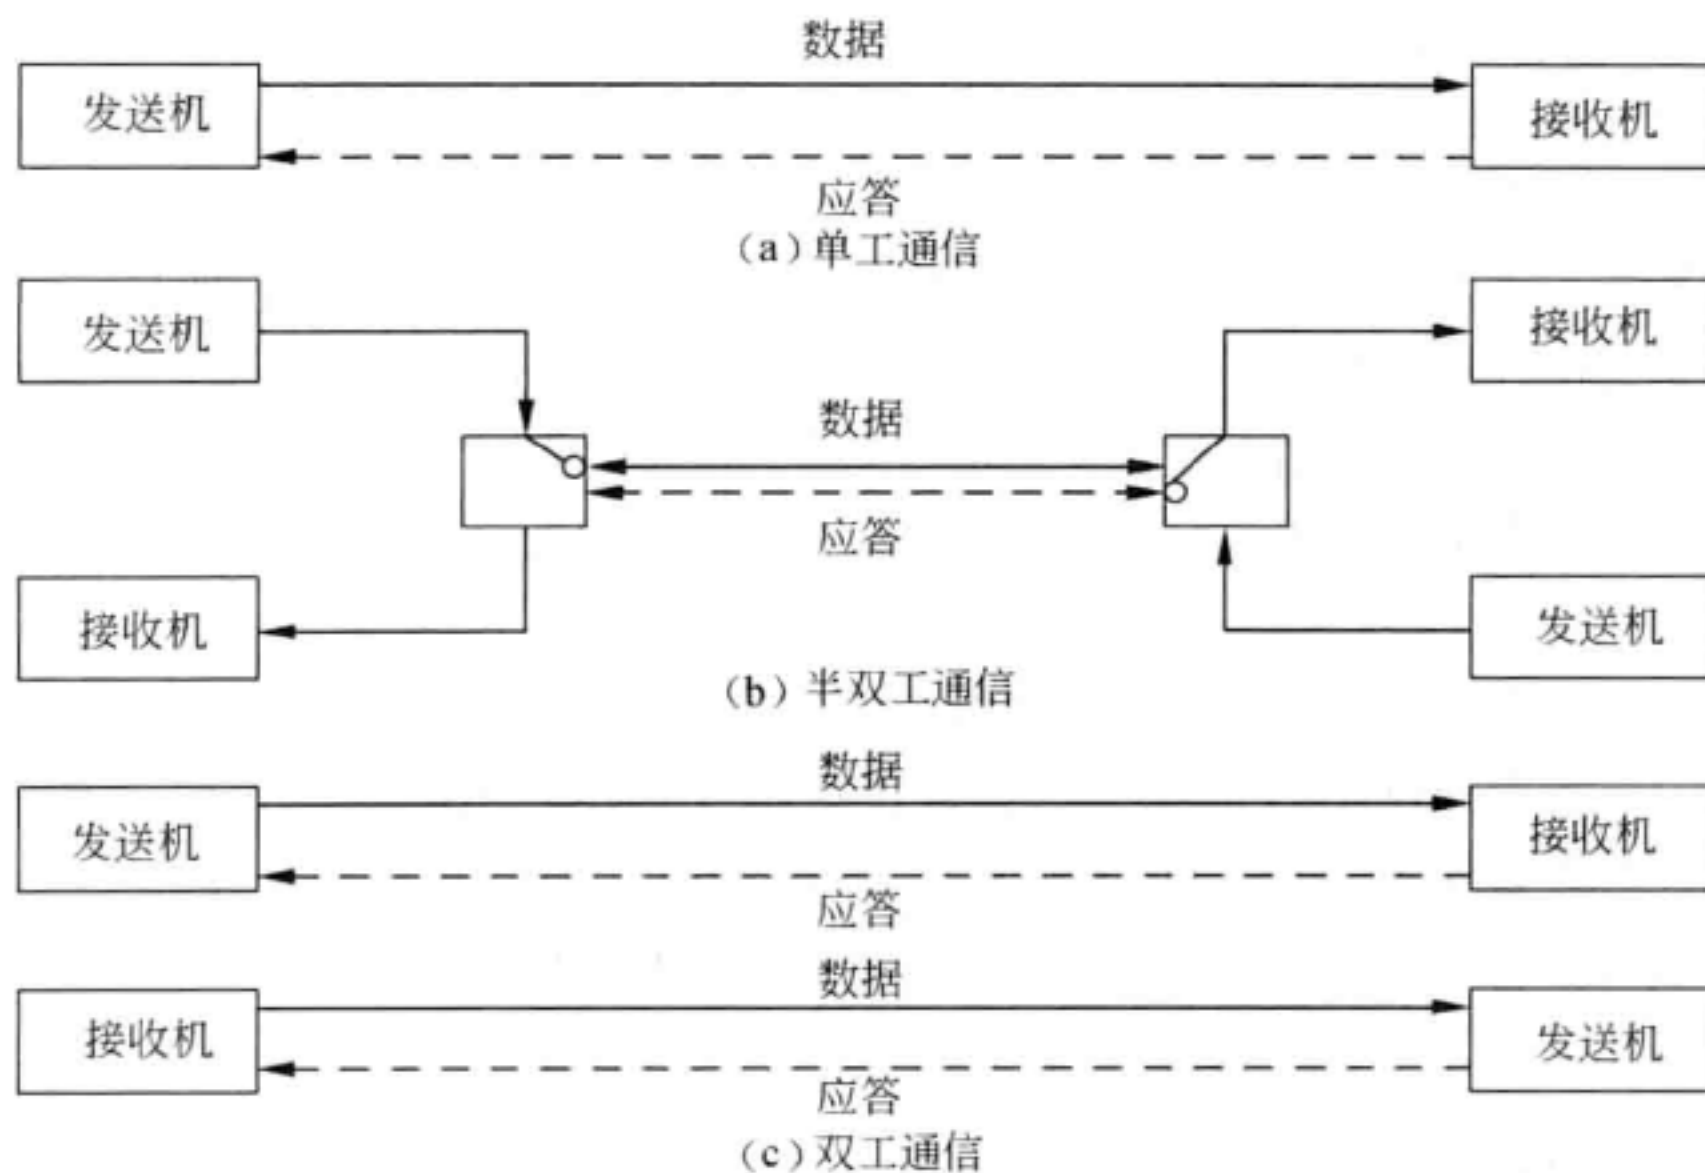 数据
发送机
接收机
应答
（a）单工通信
发送机
接收机
数据
应答
接收机
发送机
（b）半双工通信
数据
发送机
接收机
应答
数据
接收机
发送机
应答
（c）双工通信